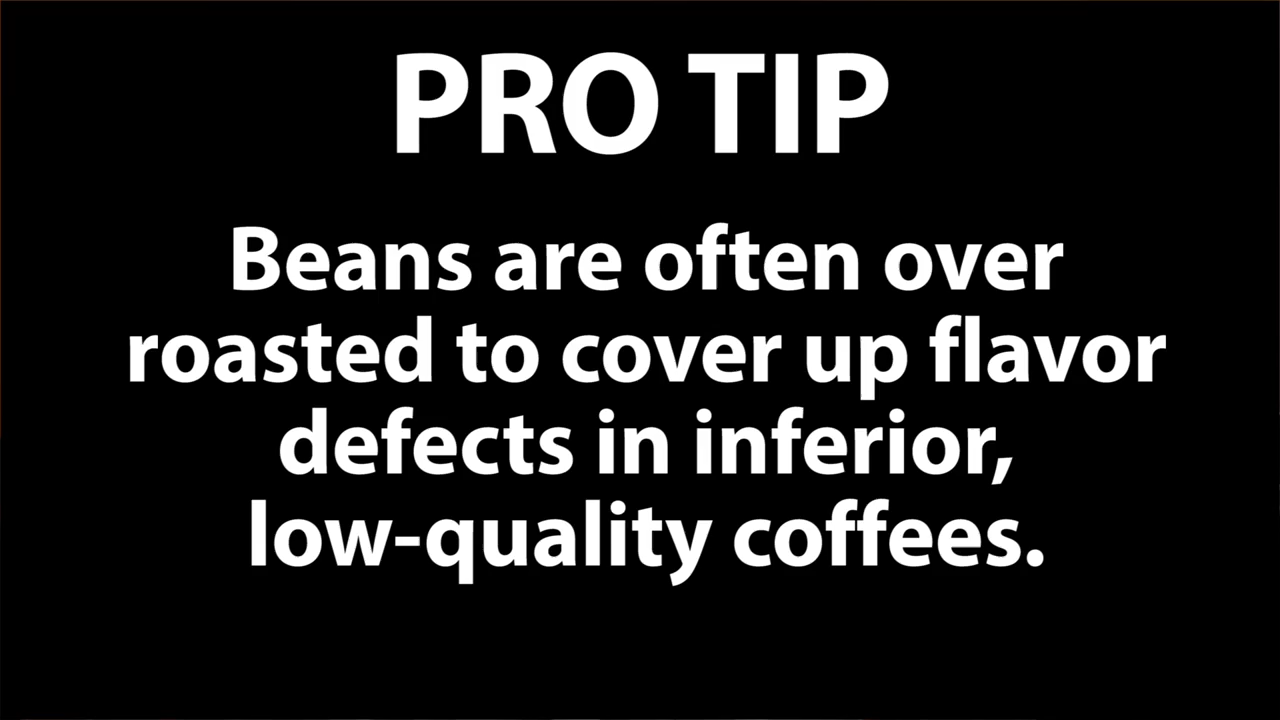 PRO TIP
Beans are often over
roasted to cover up flavor
defects in inferior,
low-quality coffees.